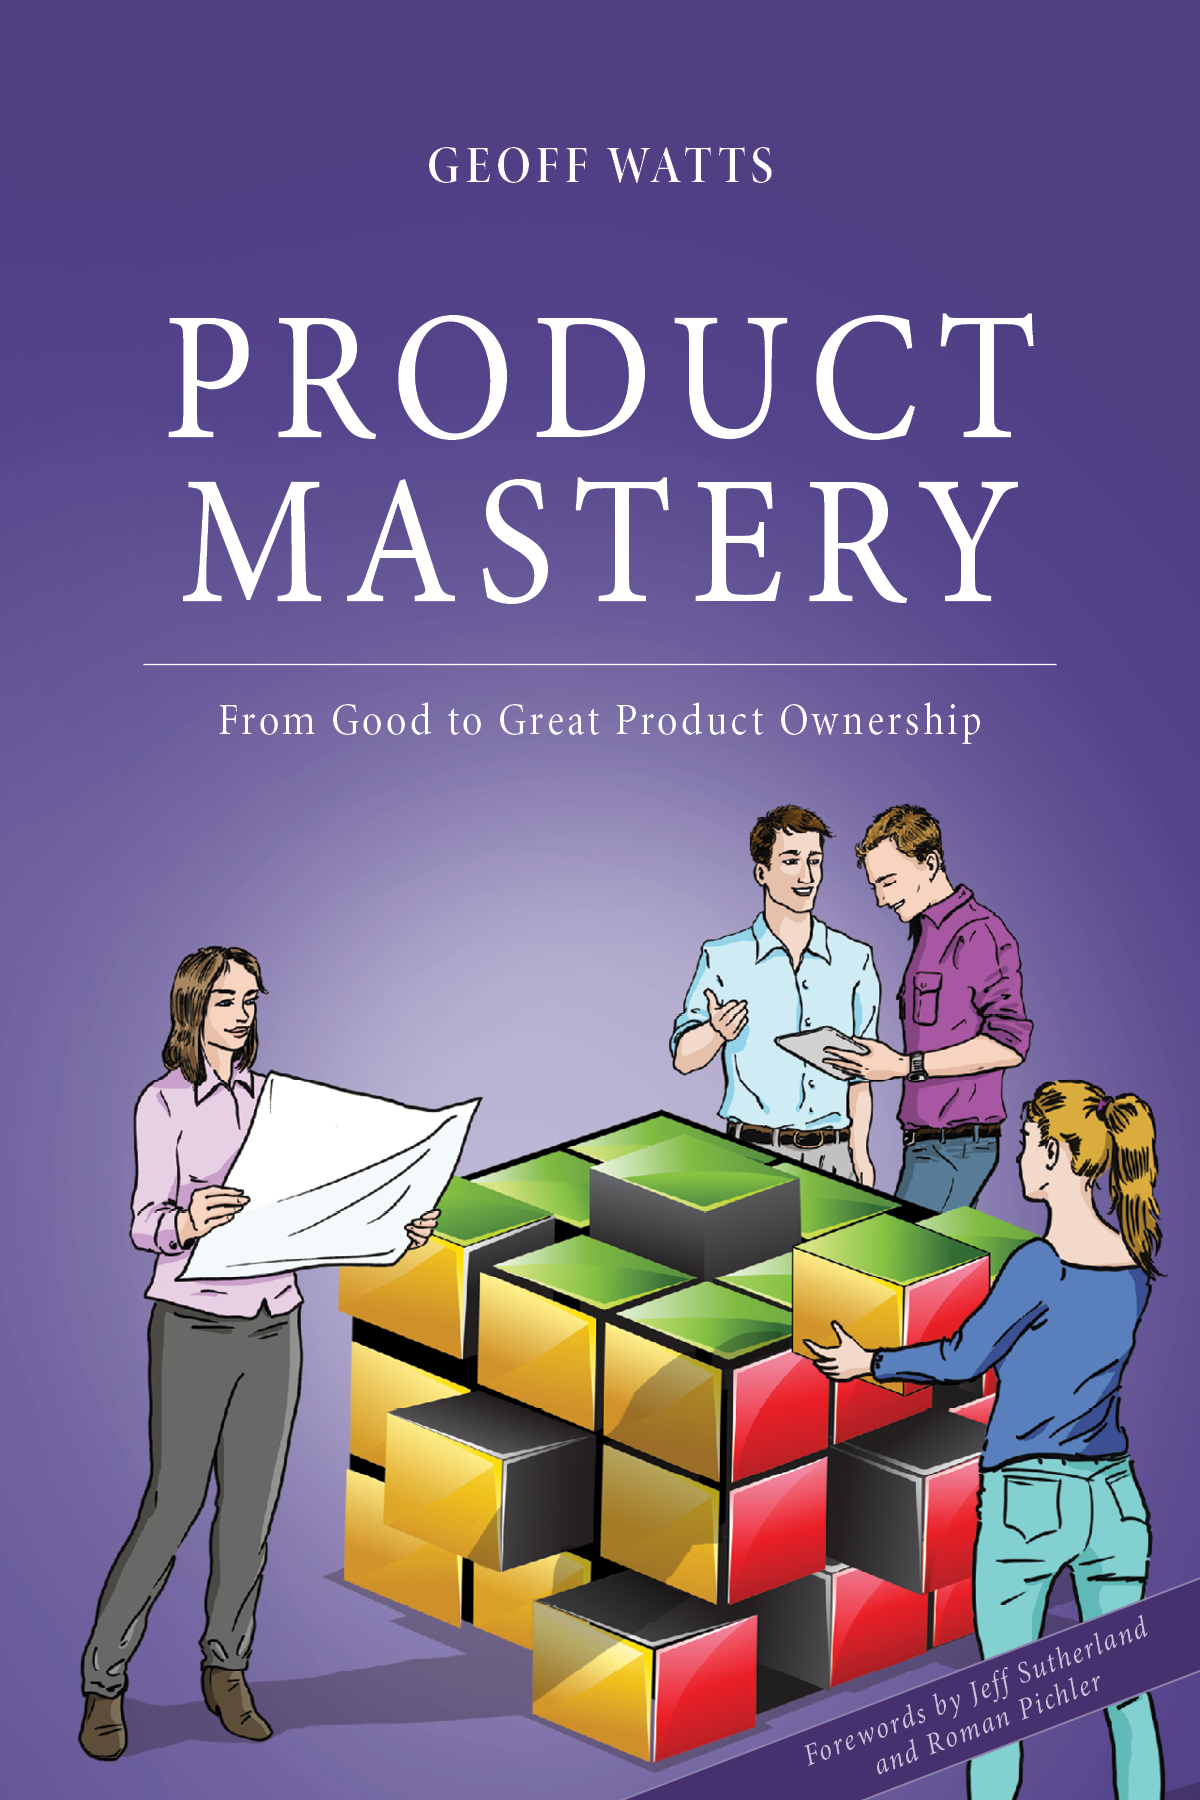 GEOFF WATTS
PRODUCT
MASTERY
From Good to Great Product Ownership
Forewords by Jeff Sutherland
and Roman Pichler